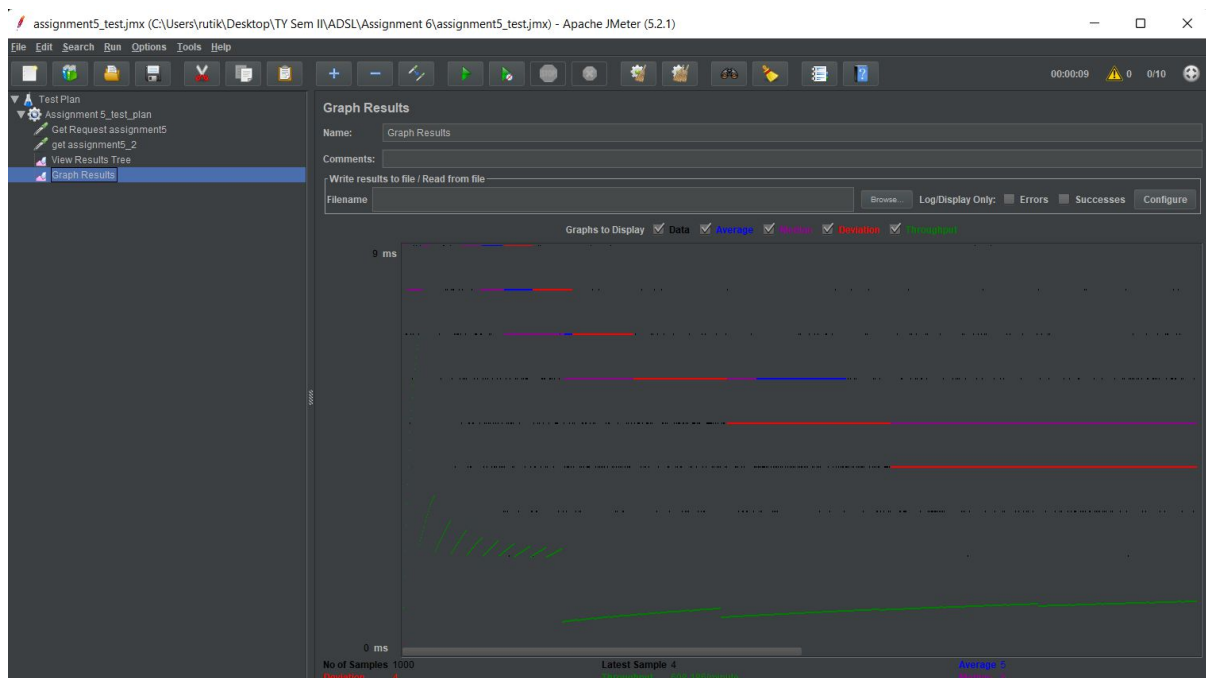 assignment5_test.jmx (C:\Users\rutik\Desktop\TY Sem II\ADSL\Assignment 6\assignment5_test.jmx) - Apache JMeter (5.2.1)
File Edit Search Run Options Tools Help
00:00:09 0 0/10
Test Plan
Assignment 5_test_plan
Get Request assignment5
get assignment5_2
View Results Tree
Graph Results
Graph Results
Name: Graph Results
Comments:
Write results to file / Read from file
Filename Browse... Log/Display Only: Errors Successes Configure
Graphs to Display Data Average Median Deviation Throughput
9 ms
0 ms
No of Samples 1000 Latest Sample 4 Average 5
Deviation